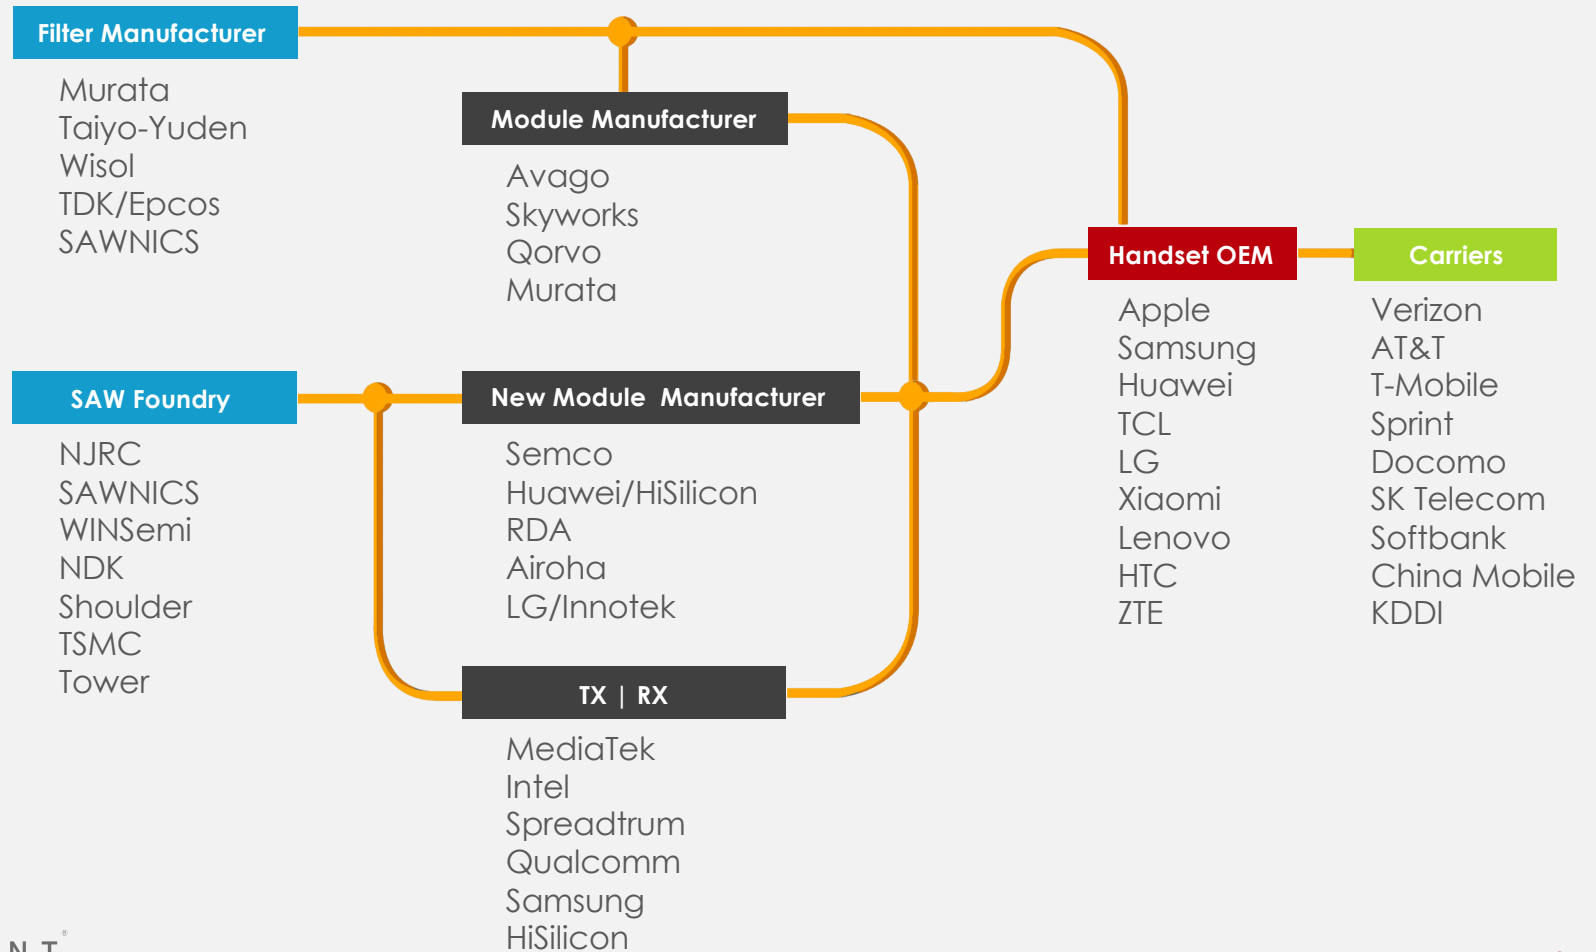 Filter Manufacturer
Murata
Taiyo-Yuden
Wisol
TDK/Epcos
SAWNICS
Module Manufacturer
Avago
Skyworks
Qorvo
Murata
SAW Foundry
NJRC
SAWNICS
WINSemi
NDK
Shoulder
TSMC
Tower
New Module Manufacturer
Semco
Huawei/HiSilicon
RDA
Airoha
LG/Innotek
TX | RX
MediaTek
Intel
Spreadtrum
Qualcomm
Samsung
HiSilicon
Handset OEM
Apple
Samsung
Huawei
TCL
LG
Xiaomi
Lenovo
HTC
ZTE
Carriers
Verizon
AT&T
T-Mobile
Sprint
Docomo
SK Telecom
Softbank
China Mobile
KDDI